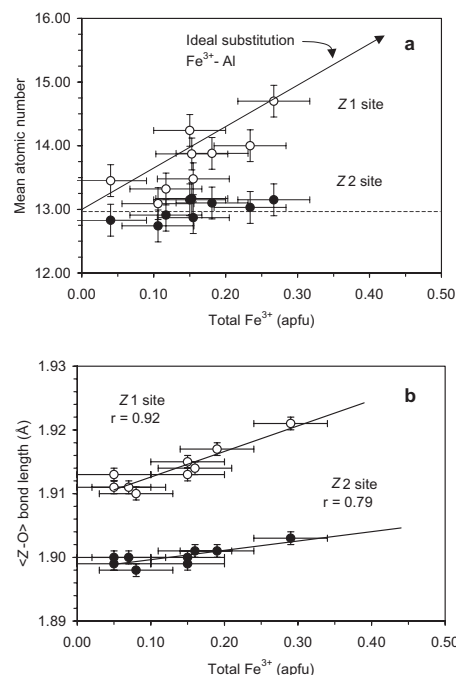 16.00
15.00
14.00
13.00
12.00
Mean atomic number
Ideal substitution
Fe3+- Al
a
Z1 site
Z2 site
0.00 0.10 0.20 0.30 0.40 0.50
Total Fe3+ (apfu)
1.93
1.92
1.91
1.90
1.89
<Z-O> bond length (Å)
Z1 site
r = 0.92
b
Z2 site
r = 0.79
0.00 0.10 0.20 0.30 0.40 0.50
Total Fe3+ (apfu)